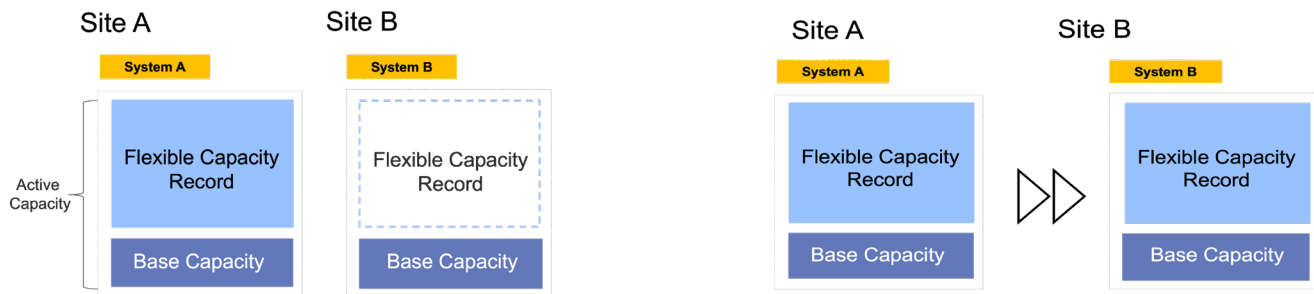 Site A
System A
Flexible Capacity
Record
Base Capacity
Active
Capacity
Site B
System B
Flexible Capacity
Record
Base Capacity
Site A
System A
Flexible Capacity
Record
Base Capacity
Site B
System B
Flexible Capacity
Record
Base Capacity